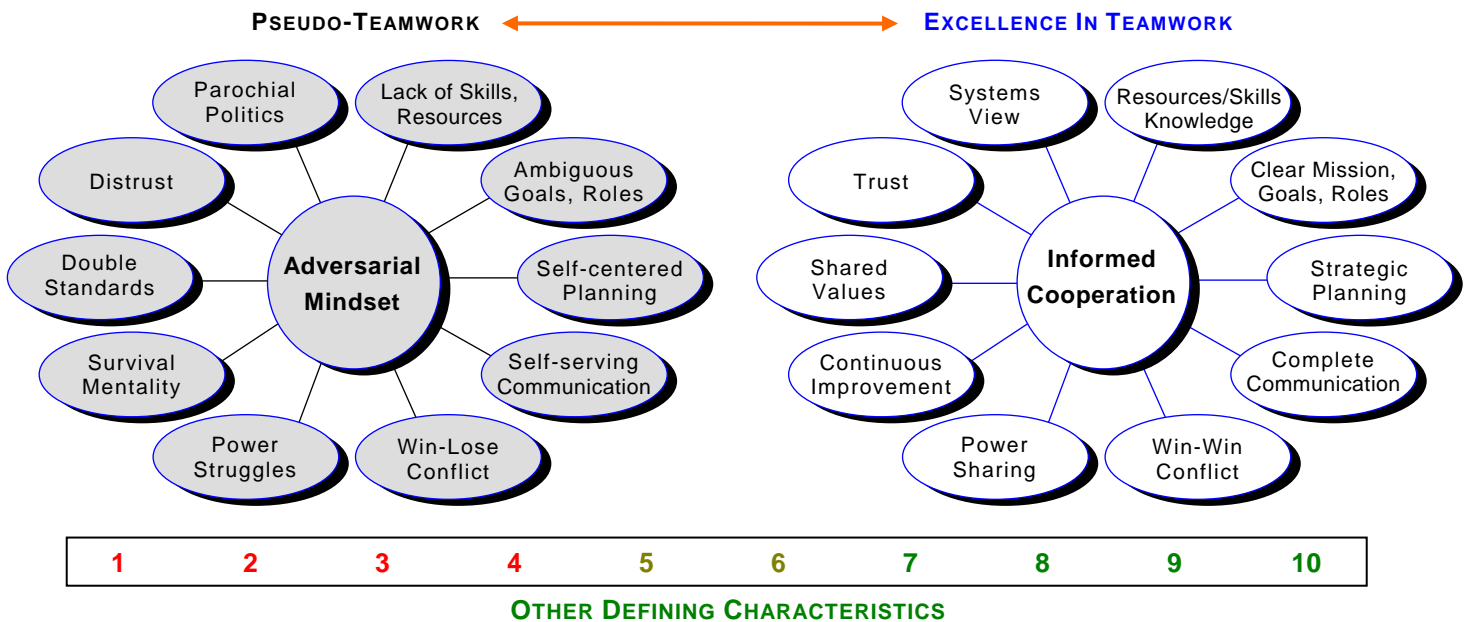 PSEUDO-TEAMWORK
EXCELLENCE IN TEAMWORK
Parochial
Politics
Lack of Skills,
Resources
Distrust
Ambiguous
Goals, Roles
Double
Standards
Adversarial
Mindset
Self-centered
Planning
Survival
Mentality
Self-serving
Communication
Power
Struggles
Win-Lose
Conflict
Systems
View
Resources/Skills
Knowledge
Trust
Clear Mission,
Goals, Roles
Shared
Values
Informed
Cooperation
Strategic
Planning
Continuous
Improvement
Complete
Communication
Power
Sharing
Win-Win
Conflict
1 2 3 4 5 6 7 8 9 10
OTHER DEFINING CHARACTERISTICS